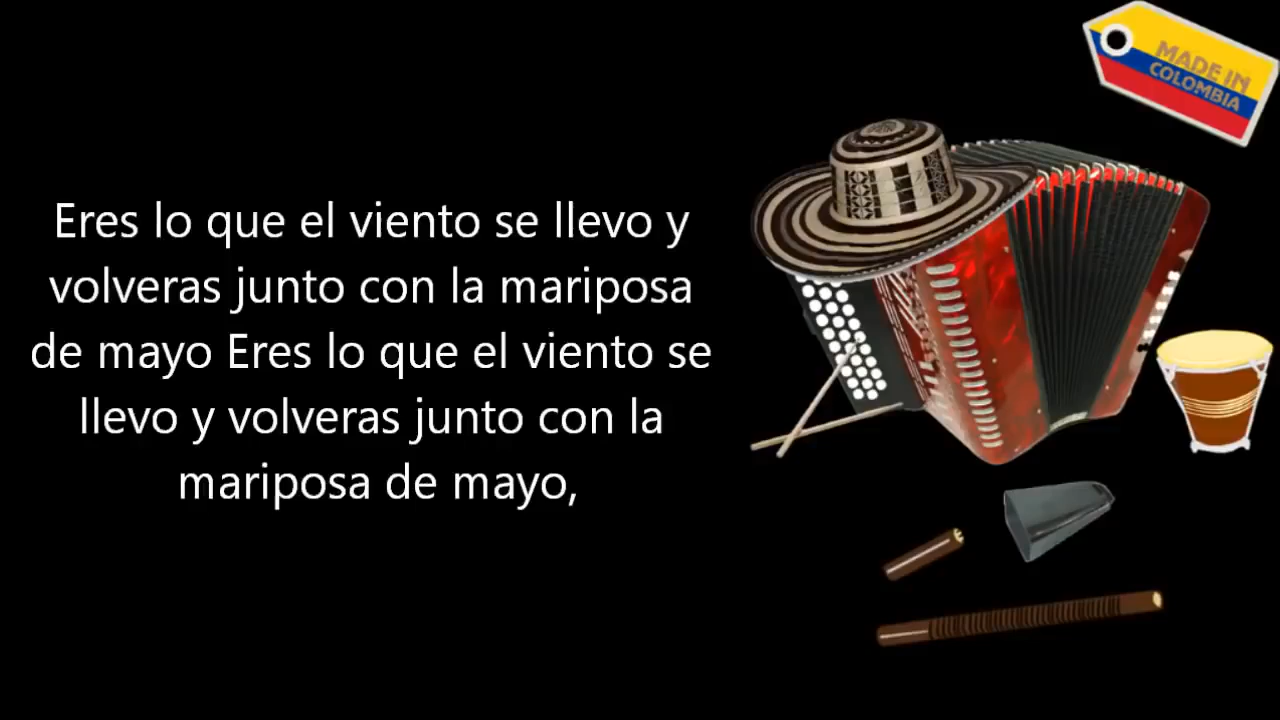 MADE IN
COLOMBIA
Eres lo que el viento se llevo y
volveras junto con la mariposa
de mayo Eres lo que el viento se
llevo y volveras junto con la
mariposa de mayo,